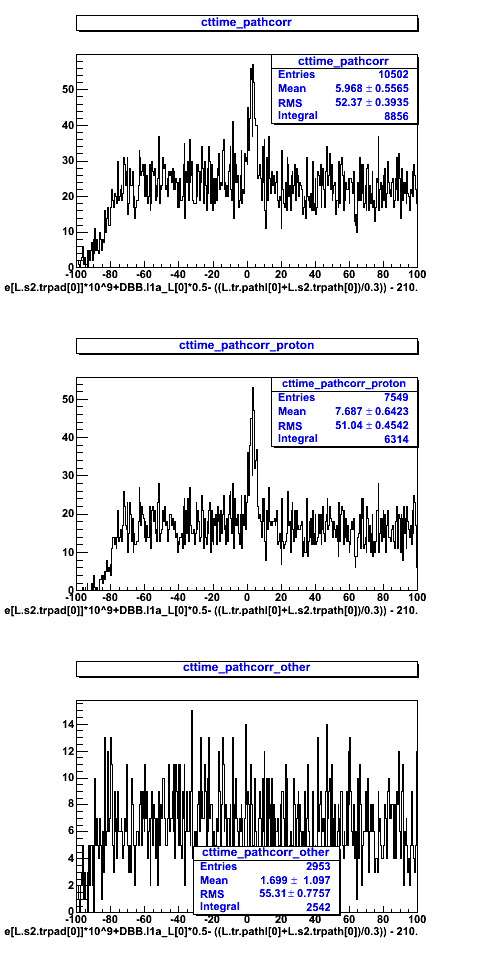 cttime_pathcorr
cttime_pathcorr
Entries 10502
Mean 5.968 ± 0.5565
RMS 52.37 ± 0.3935
Integral 8856
50
40
30
20
10
0
-100 -80 -60 -40 -20 0 20 40 60 80 100
e[L.s2.trpad[0]]*10^9+DBB.l1a_L[0]*0.5- ((L.tr.pathl[0]+L.s2.trpath[0])/0.3)) - 210.
cttime_pathcorr_proton
cttime_pathcorr_proton
Entries 7549
Mean 7.687 ± 0.6423
RMS 51.04 ± 0.4542
Integral 6314
50
40
30
20
10
0
-100 -80 -60 -40 -20 0 20 40 60 80 100
e[L.s2.trpad[0]]*10^9+DBB.l1a_L[0]*0.5- ((L.tr.pathl[0]+L.s2.trpath[0])/0.3)) - 210.
cttime_pathcorr_other
14
12
10
8
6
4
2
0
cttime_pathcorr_other
Entries 2953
Mean 1.699 ± 1.097
RMS 55.31 ± 0.7757
Integral 2542
-100 -80 -60 -40 -20 0 20 40 60 80 100
e[L.s2.trpad[0]]*10^9+DBB.l1a_L[0]*0.5- ((L.tr.pathl[0]+L.s2.trpath[0])/0.3)) - 210.